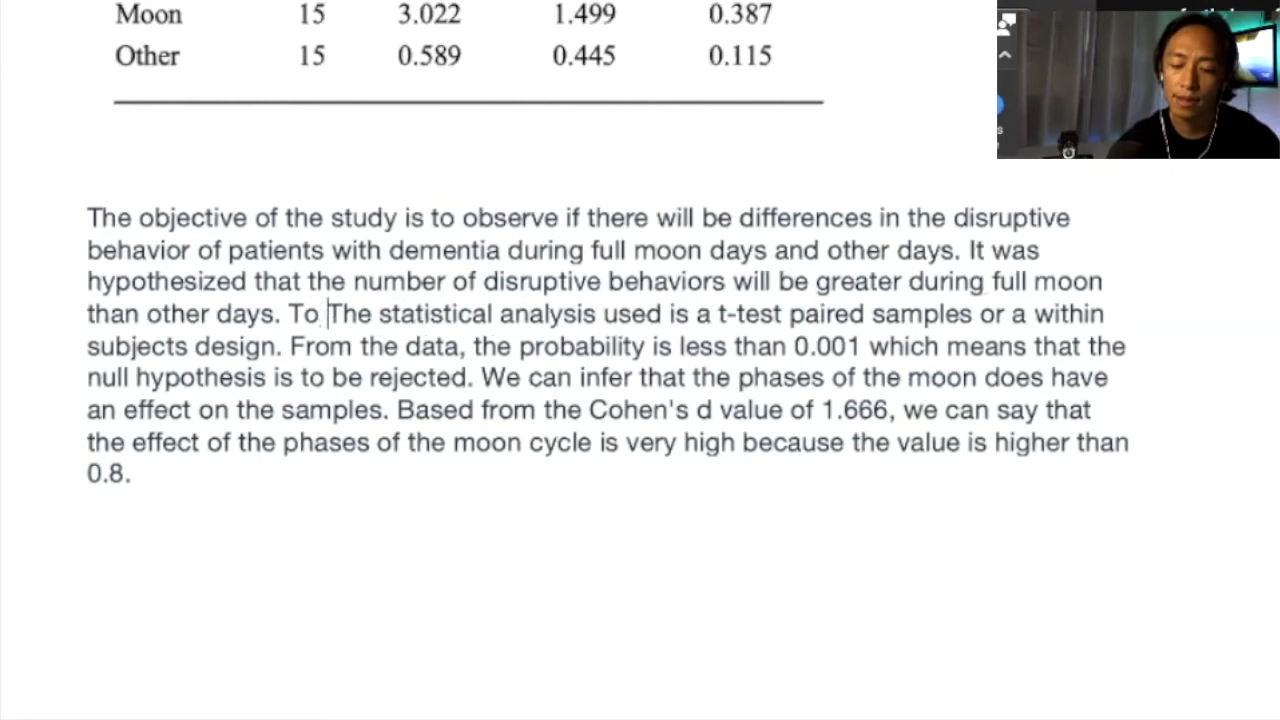 Moon 15 3.022 1.499 0.387
Other 15 0.589 0.445 0.115
The objective of the study is to observe if there will be differences in the disruptive
behavior of patients with dementia during full moon days and other days. It was
hypothesized that the number of disruptive behaviors will be greater during full moon
than other days. To The statistical analysis used is a t-test paired samples or a within
subjects design. From the data, the probability is less than 0.001 which means that the
null hypothesis is to be rejected. We can infer that the phases of the moon does have
an effect on the samples. Based from the Cohen's d value of 1.666, we can say that
the effect of the phases of the moon cycle is very high because the value is higher than
0.8.